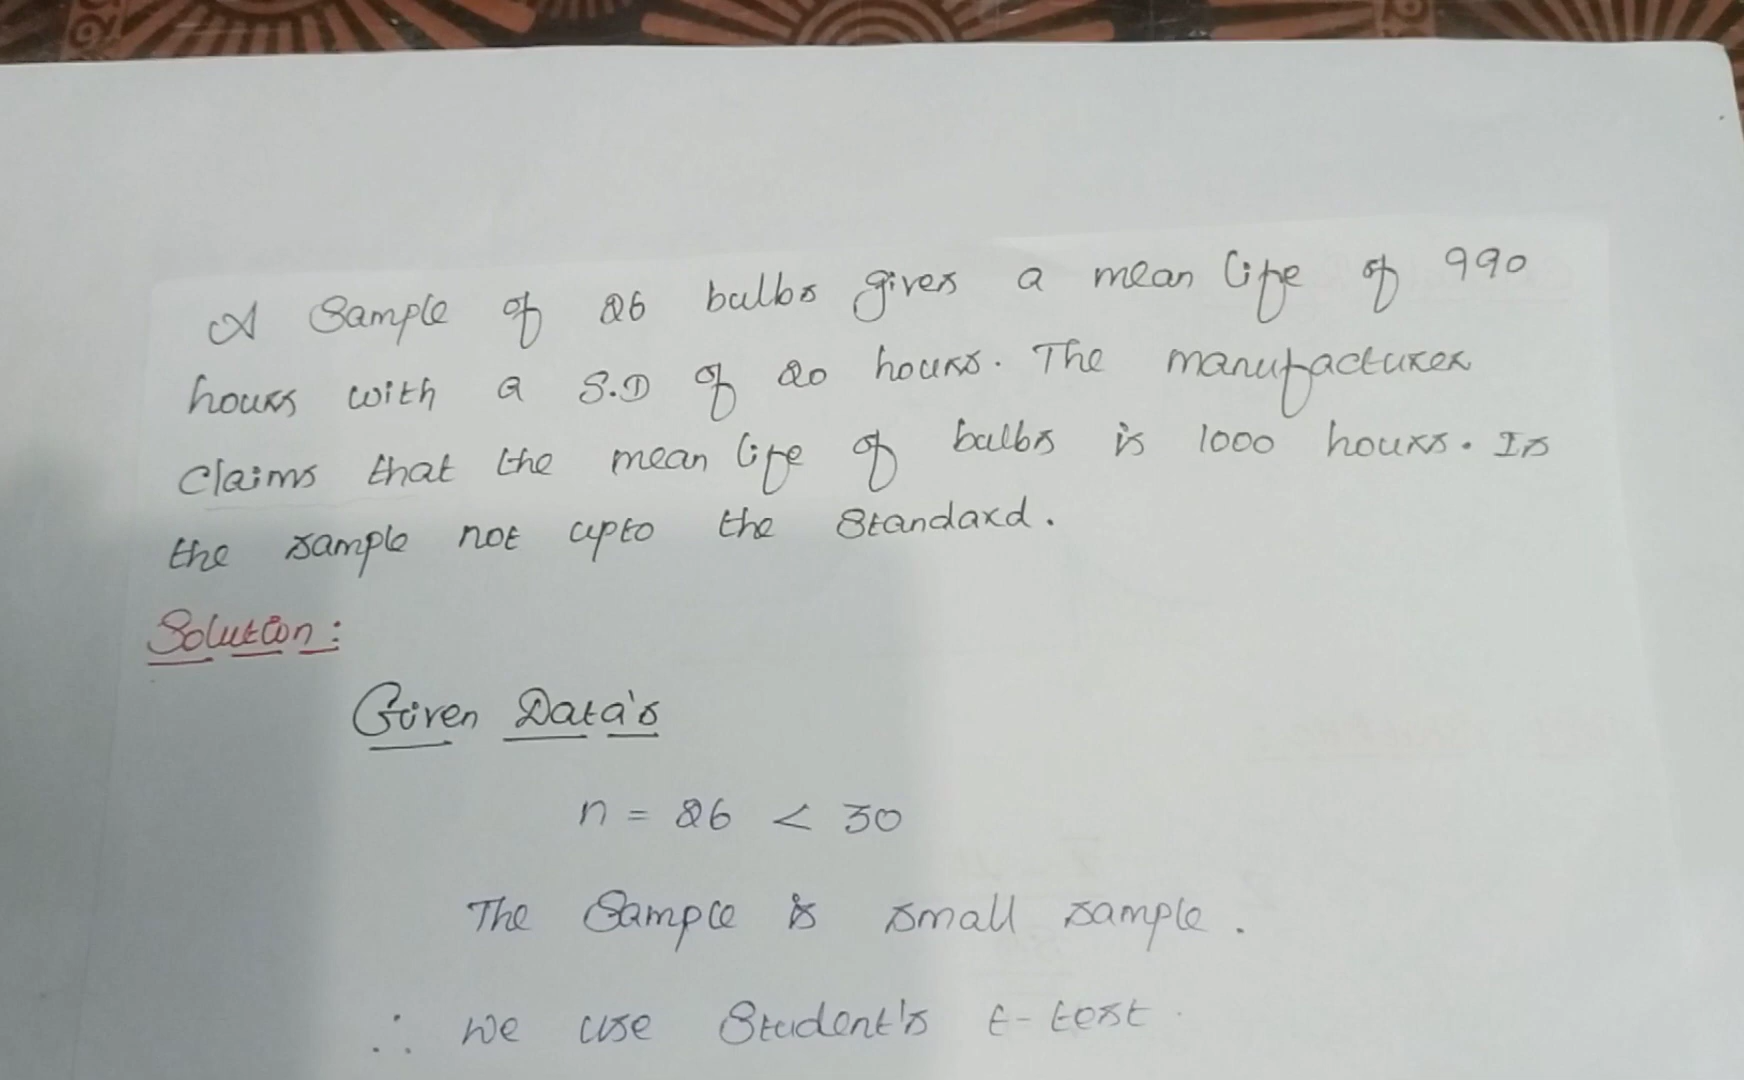 A Sample of 26 bulbs gives a mean life of 990
hours with a S.D of 20 hours. The manufacturer
claims that the mean life of bulbs is 1000 hours. Is
the sample not upto the Standard.
Solution:
Given Data's
n = 26 < 30
The Sample is small sample.
∴ we use Student's t-test.